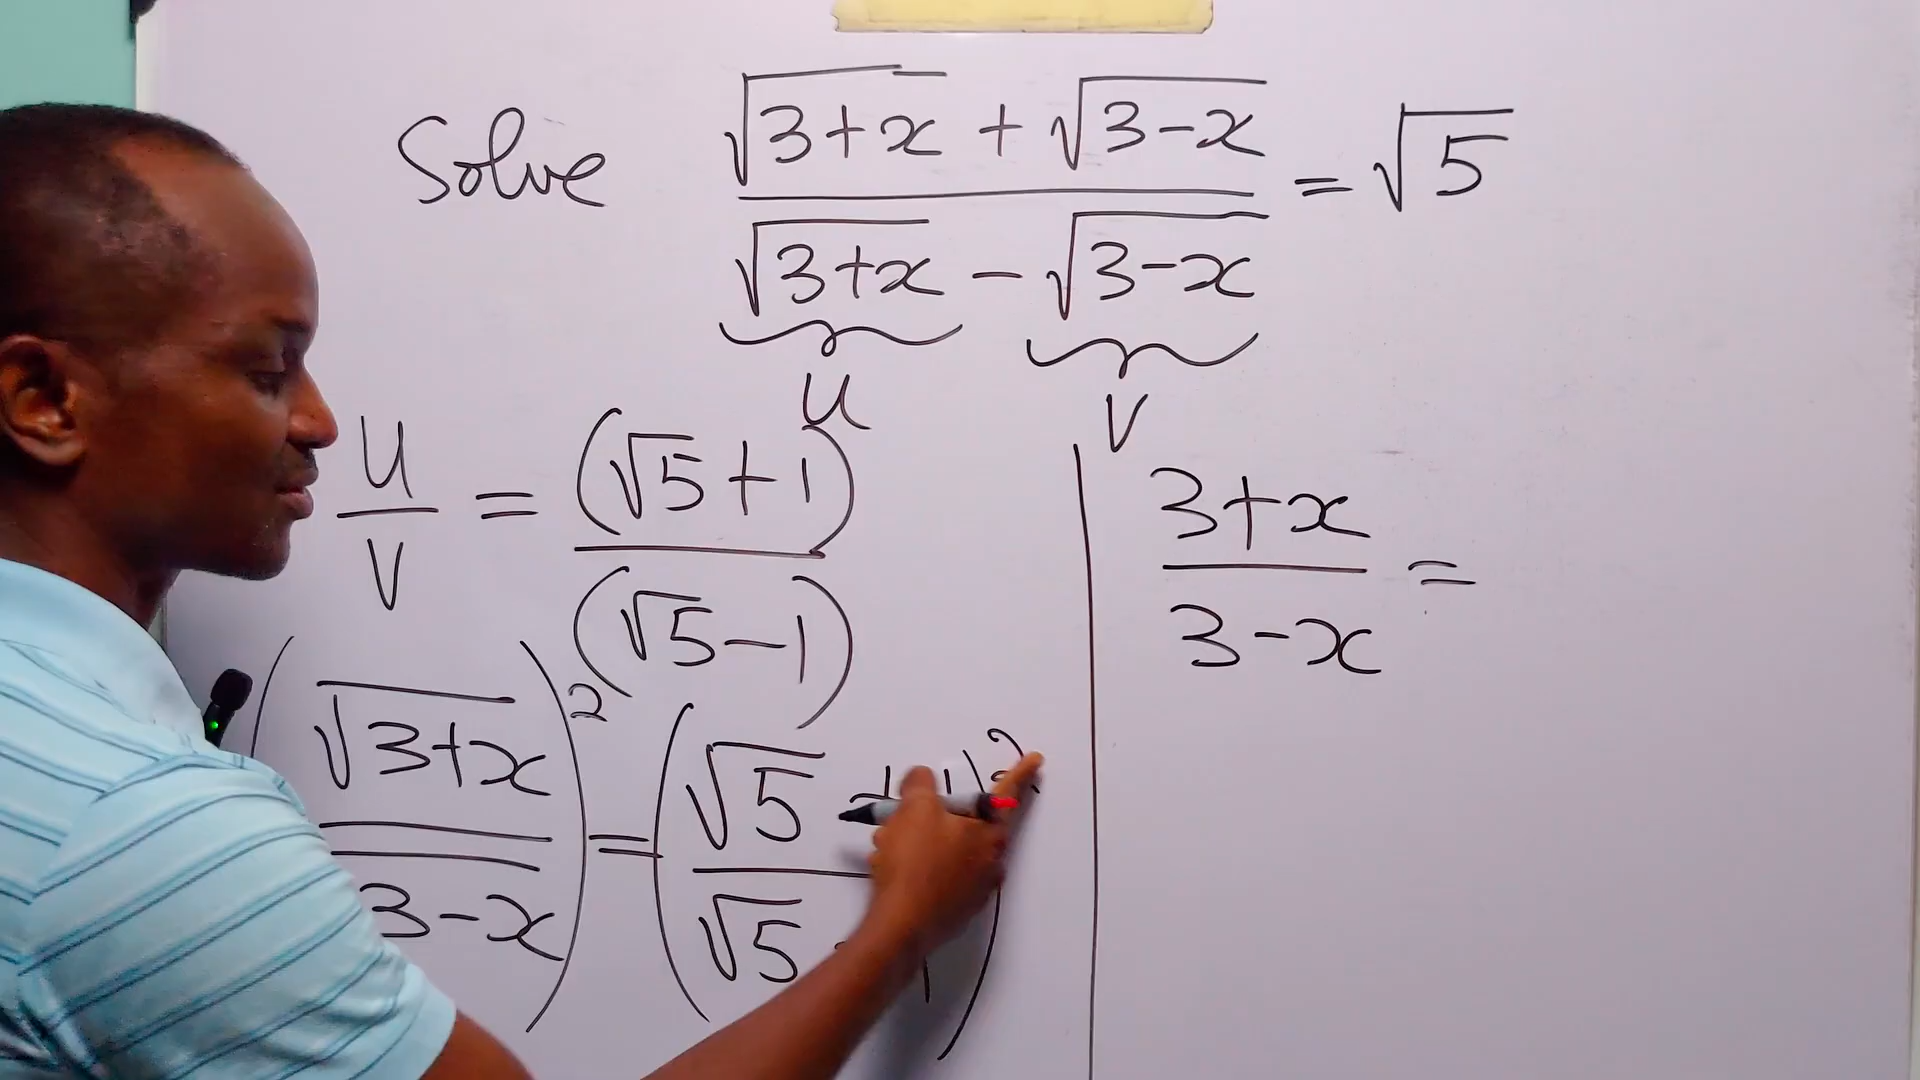 Solve (√(3+x) + √(3-x)) / (√(3+x) - √(3-x)) = √5
u v
u/v = (√5+1)/(√5-1)
(√(3+x) / √(3-x))² = ((√5 + 1)/(√5 - 1))²
(3+x)/(3-x) =